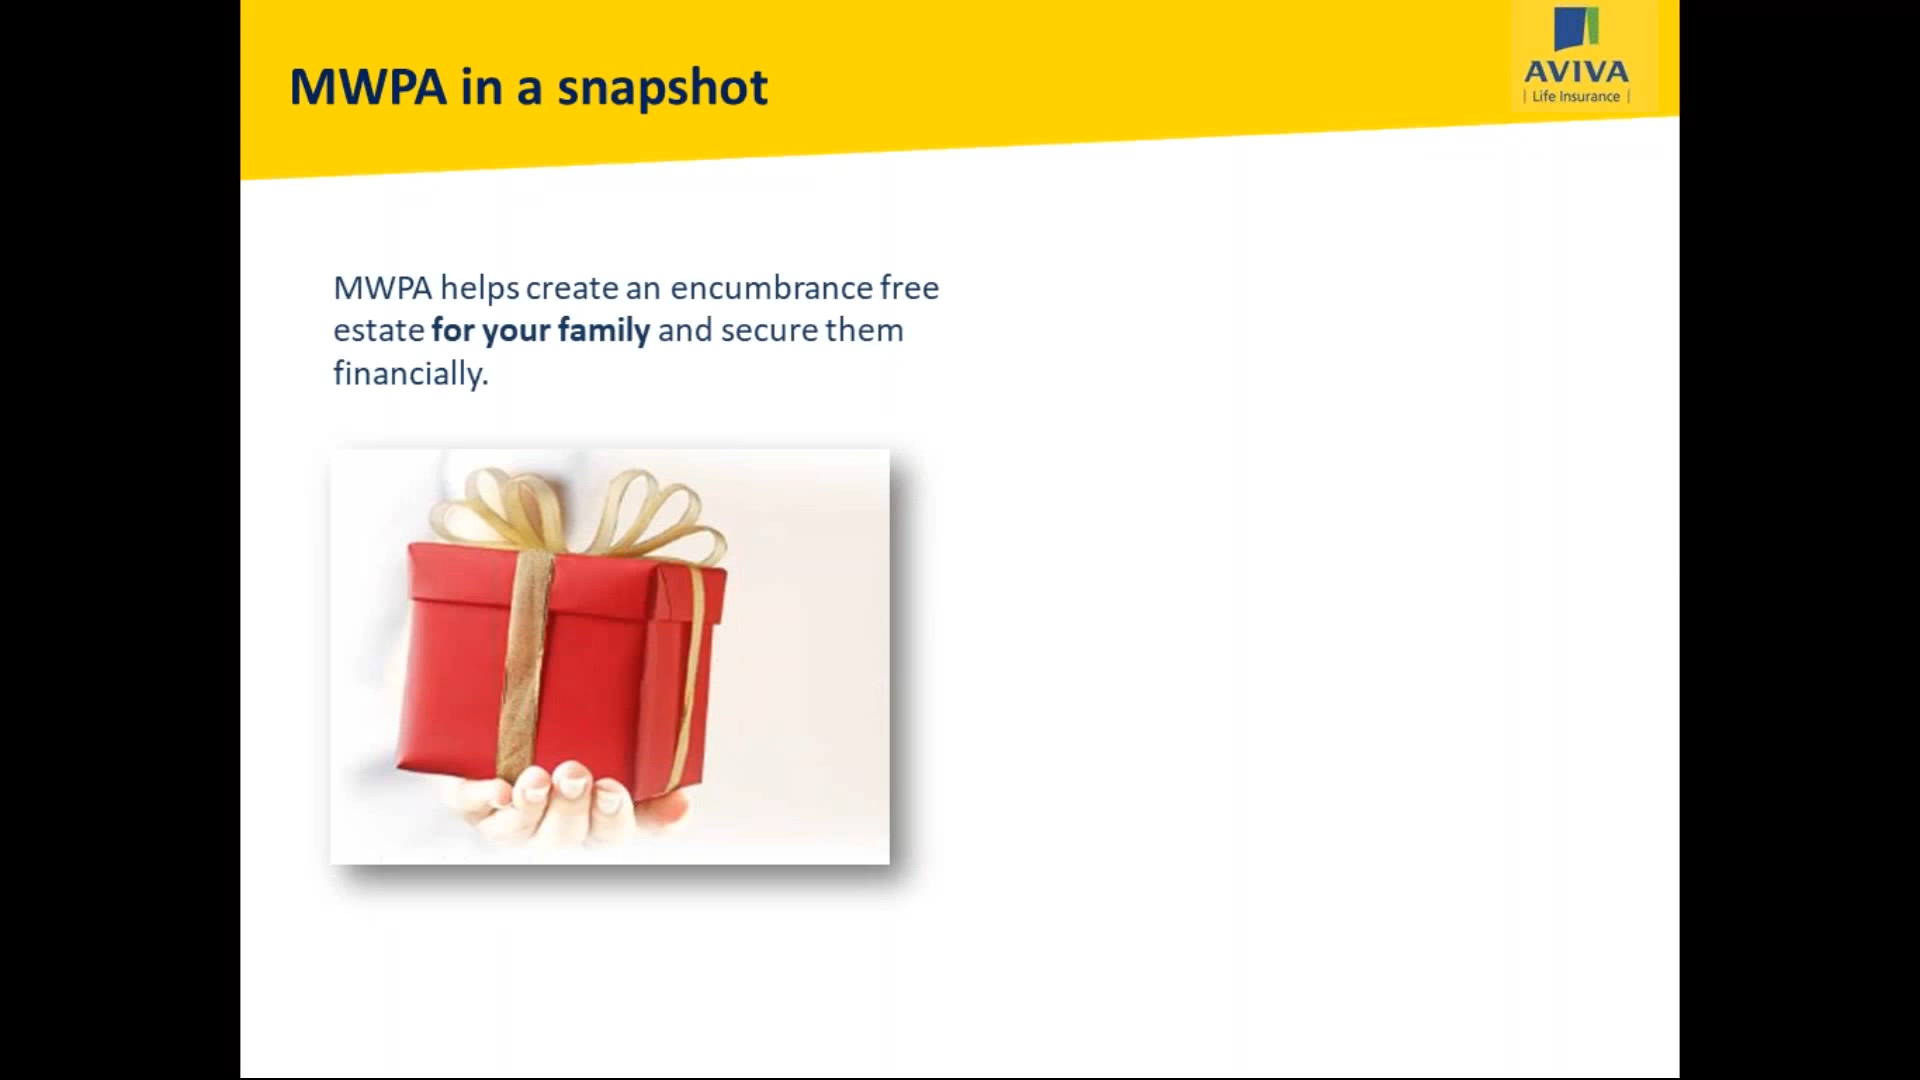 MWPA in a snapshot
AVIVA
| Life Insurance |
MWPA helps create an encumbrance free
estate for your family and secure them
financially.